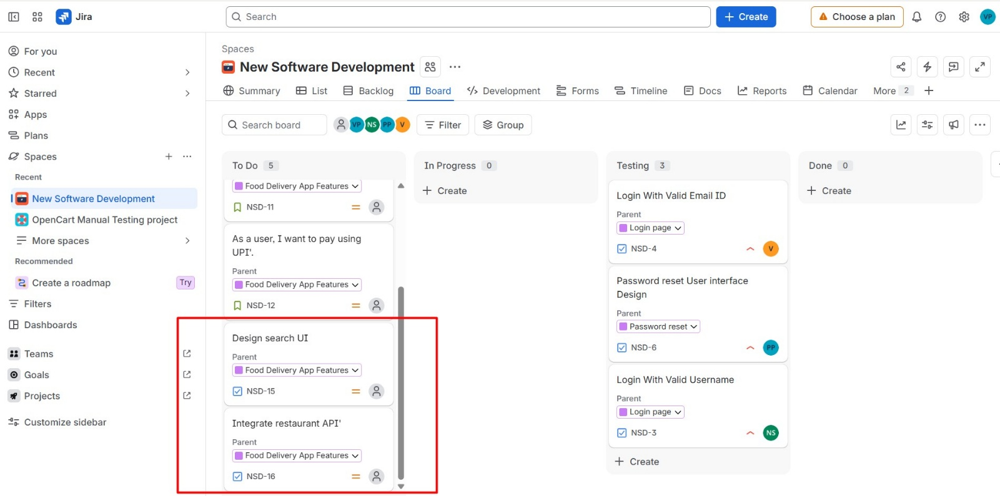 Jira
Search
Create
Choose a plan
VP
For you
Recent
Starred
Apps
Plans
Spaces
Recent
New Software Development
OpenCart Manual Testing project
More spaces
Recommended
Create a roadmap
Try
Filters
Dashboards
Teams
Goals
Projects
Customize sidebar
Spaces
New Software Development
Summary
List
Backlog
Board
Development
Forms
Timeline
Docs
Reports
Calendar
More 2
Search board
VP NS PP V
Filter
Group
To Do 5
Food Delivery App Features
NSD-11
As a user, I want to pay using
UPI'.
Parent
Food Delivery App Features
NSD-12
Design search UI
Parent
Food Delivery App Features
NSD-15
Integrate restaurant API'
Parent
Food Delivery App Features
NSD-16
In Progress 0
Create
Testing 3
Login With Valid Email ID
Parent
Login page
NSD-4
V
Password reset User interface
Design
Parent
Password reset
NSD-6
PP
Login With Valid Username
Parent
Login page
NSD-3
NS
Create
Done 0
Create